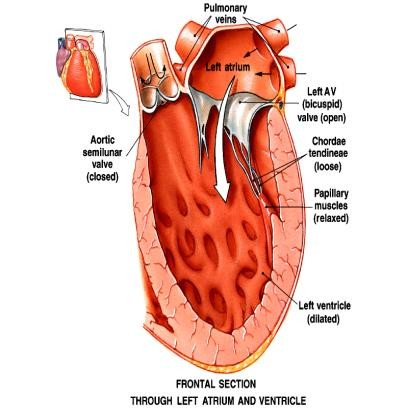 Pulmonary
veins
Left atrium
Left AV
(bicuspid)
valve (open)
Aortic
semilunar
valve
(closed)
Chordae
tendineae
(loose)
Papillary
muscles
(relaxed)
Left ventricle
(dilated)
FRONTAL SECTION
THROUGH LEFT ATRIUM AND VENTRICLE